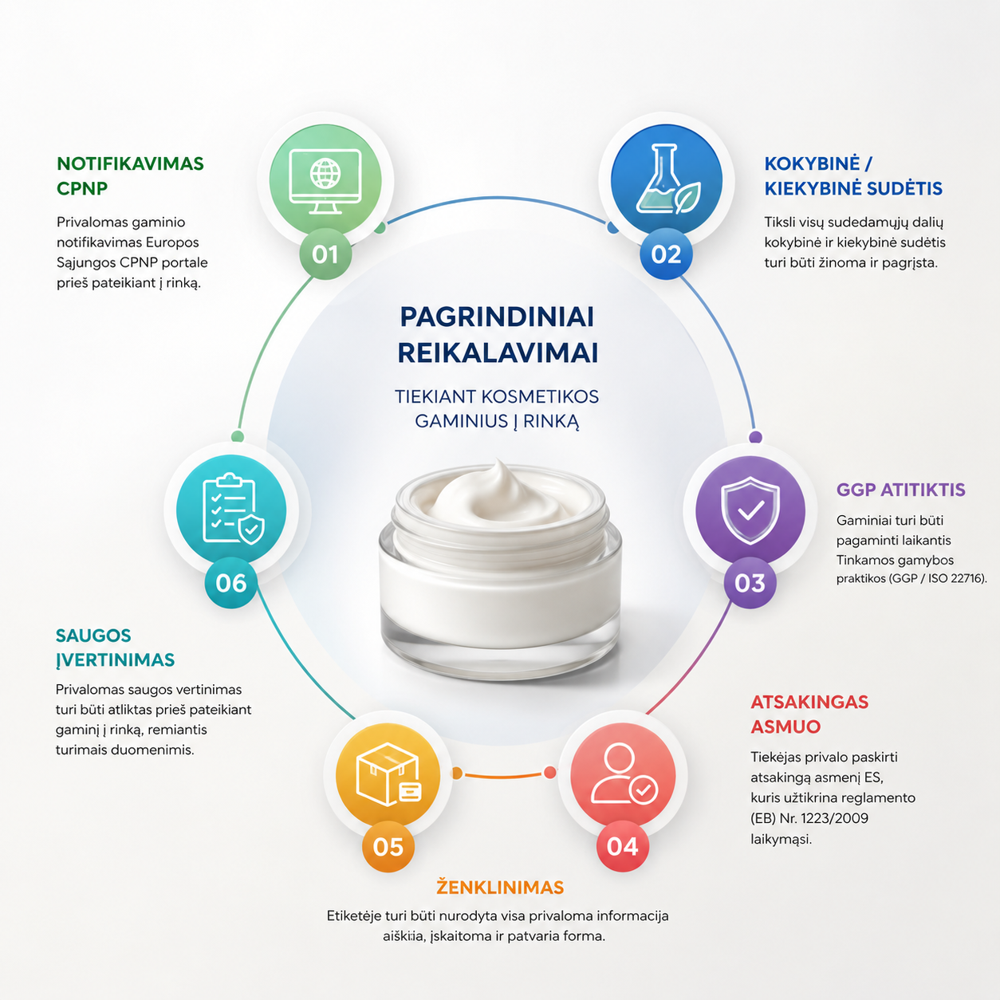 PAGRINDINIAI
REIKALAVIMAI
TIEKIANT KOSMETIKOS
GAMINIUS Į RINKĄ
01
NOTIFIKAVIMAS
CPNP
Privalomas gaminio
notifikavimas Europos
Sąjungos CPNP portale
prieš pateikiant į rinką.
02
KOKYBINĖ /
KIEKYBINĖ SUDĖTIS
Tiksli visų sudedamųjų dalių
kokybinė ir kiekybinė sudėtis
turi būti žinoma ir pagrįsta.
03
GGP ATITIKTIS
Gaminiai turi būti
pagaminti laikantis
Tinkamos gamybos
praktikos (GGP / ISO 22716).
04
ATSAKINGAS
ASMUO
Tiekėjas privalo paskirti
atsakingą asmenį ES,
kuris užtikrina reglamento
(EB) Nr. 1223/2009
laikymąsi.
05
ŽENKLINIMAS
Etiketėje turi būti nurodyta visa privaloma informacija
įskaitoma ir patvaria forma.
06
SAUGOS
ĮVERTINIMAS
Privalomas saugos vertinimas
turi būti atliktas prieš pateikiant
gaminį į rinką, remiantis
turimais duomenimis.